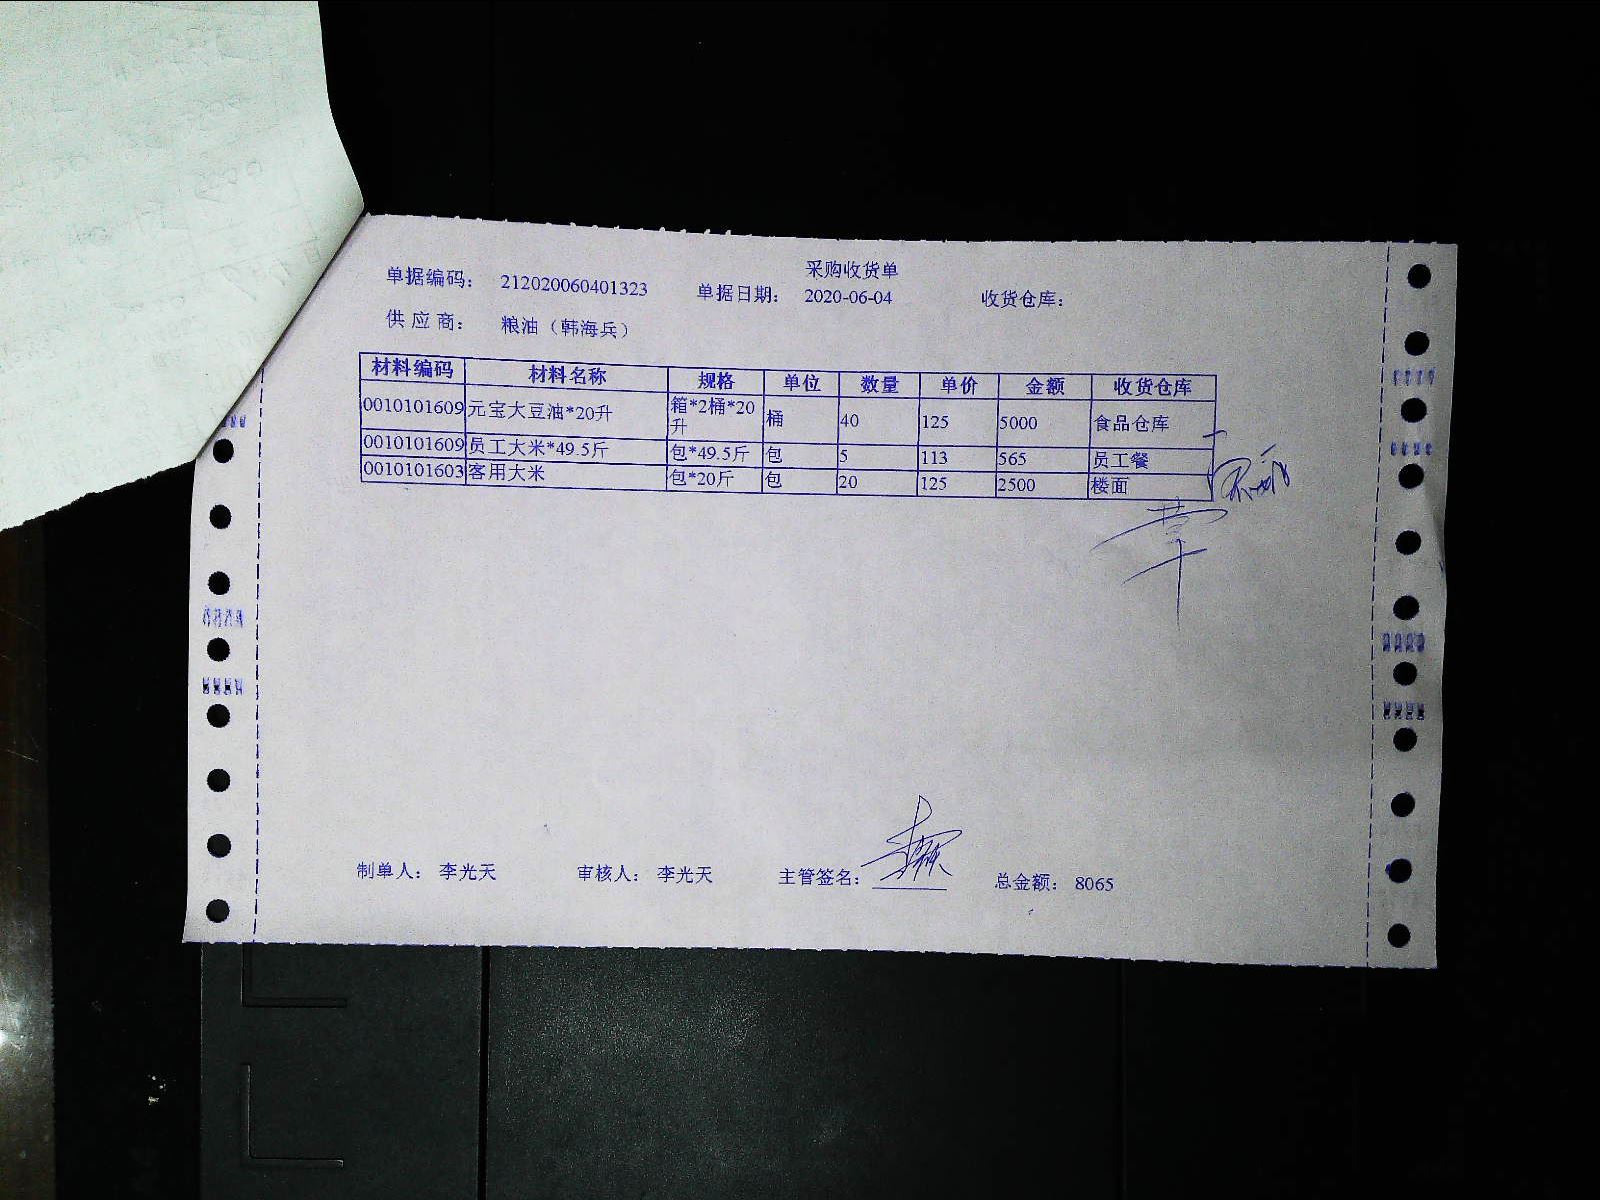 采购收货单
单据编码： 212020060401323 单据日期： 2020-06-04 收货仓库：
供 应 商： 粮油（韩海兵）
材料编码 材料名称 规格 单位 数量 单价 金额 收货仓库
0010101609 元宝大豆油*20升 箱*2桶*20升 桶 40 125 5000 食品仓库
0010101609 员工大米*49.5斤 包*49.5斤 包 5 113 565 员工餐
0010101603 客用大米 包*20斤 包 20 125 2500 楼面
制单人： 李光天 审核人： 李光天 主管签名： 总金额： 8065